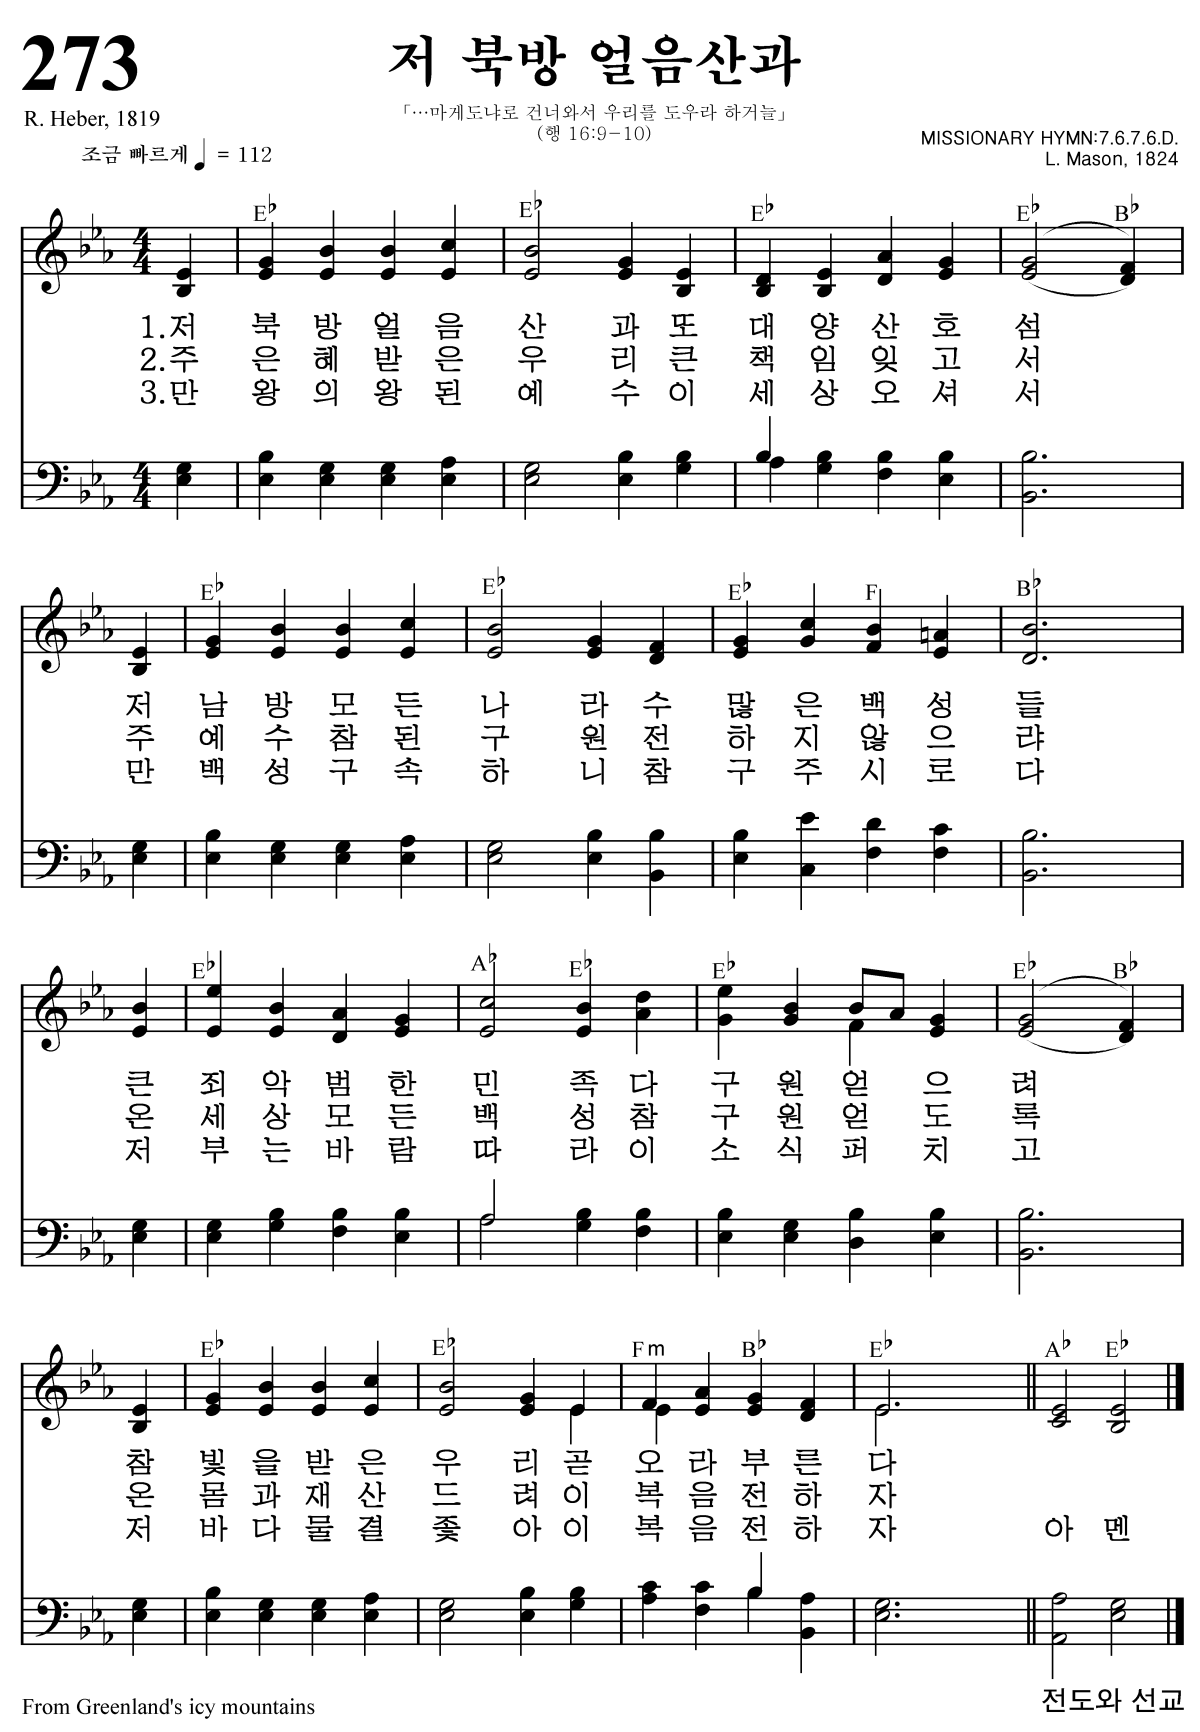 273
저 북방 얼음산과
「…마게도냐로 건너와서 우리를 도우라 하거늘」
(행 16:9-10)
R. Heber, 1819
조금 빠르게 ♩ = 112
MISSIONARY HYMN:7.6.7.6.D.
L. Mason, 1824
E♭ E♭ E♭ E♭ B♭
4 4
1.저 북 방 얼 음 산 과 또 대 양 산 호 섬
2.주 은 혜 받 은 우 리 큰 책 임 잊 고 서
3.만 왕 의 왕 된 예 수 이 세 상 오 셔 서
4 4
E♭ E♭ E♭ F B♭
저 남 방 모 든 나 라 수 많 은 백 성 들
주 예 수 참 된 구 원 전 하 지 않 으 랴
만 백 성 구 속 하 니 참 구 주 시 로 다
E♭ A♭ E♭ E♭ E♭ B♭
큰 죄 악 범 한 민 족 다 구 원 얻 으 려
온 세 상 모 든 백 성 참 구 원 얻 도 록
저 부 는 바 람 따 라 이 소 식 퍼 치 고
E♭ E♭ Fm B♭ E♭ A♭ E♭
참 빛 을 받 은 우 리 곧 오 라 부 른 다
온 몸 과 재 산 드 려 이 복 음 전 하 자
저 바 다 물 결 좇 아 이 복 음 전 하 자 아 멘
From Greenland's icy mountains
전도와 선교